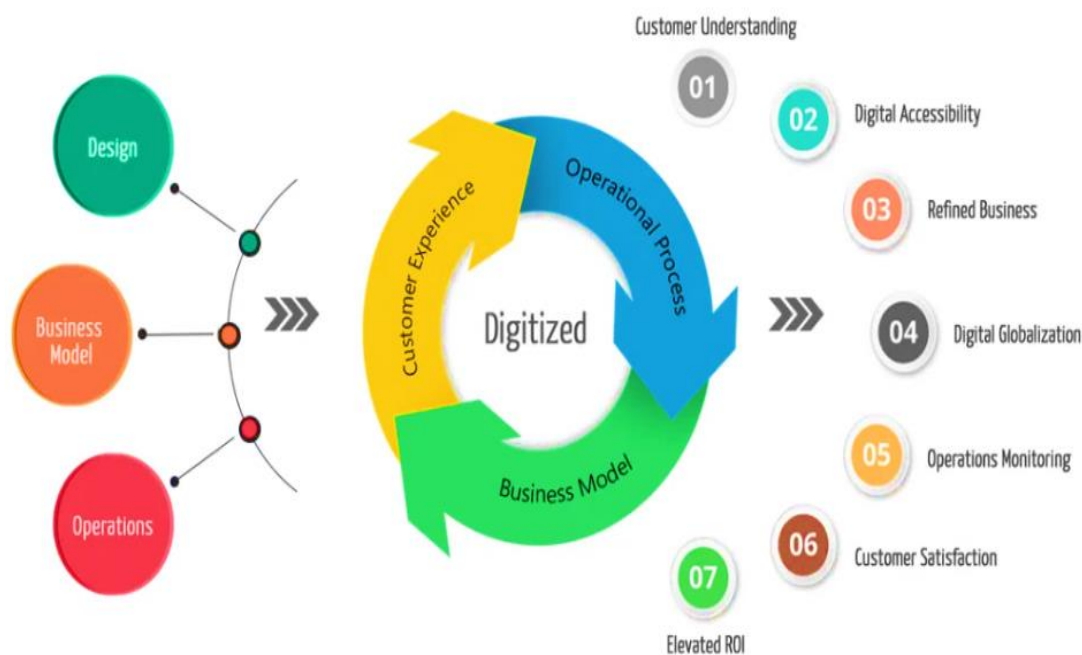 Design
Business
Model
Operations
Customer Experience
Operational Process
Business Model
Digitized
Customer Understanding
01
02
Digital Accessibility
03
Refined Business
04
Digital Globalization
05
Operations Monitoring
06
Customer Satisfaction
07
Elevated ROI